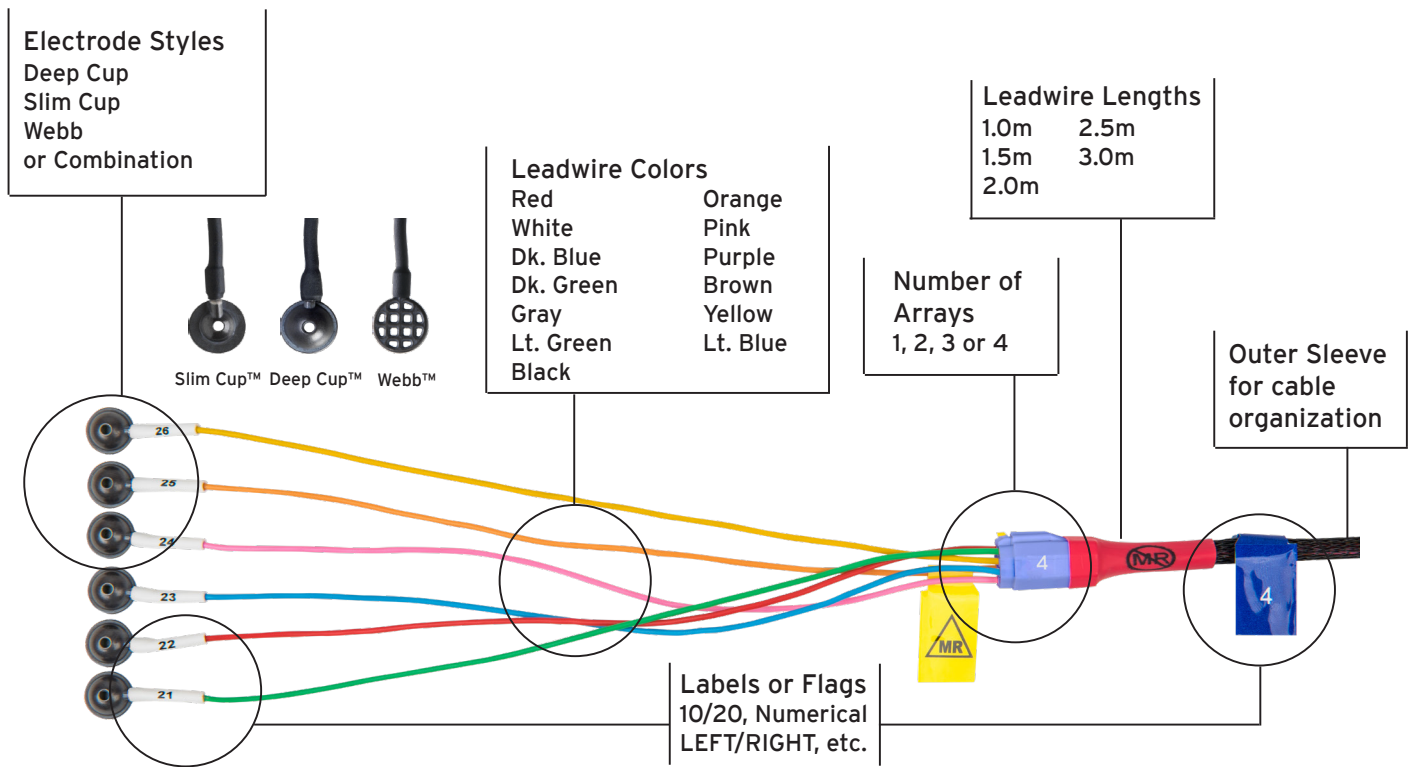 Electrode Styles
Deep Cup
Slim Cup
Webb
or Combination
Leadwire Colors
Red
White
Dk. Blue
Dk. Green
Gray
Lt. Green
Black
Orange
Pink
Purple
Brown
Yellow
Lt. Blue
Leadwire Lengths
1.0m
1.5m
2.0m
2.5m
3.0m
Number of
Arrays
1, 2, 3 or 4
Outer Sleeve
for cable
organization
Slim Cup™
Deep Cup™
Webb™
26
25
24
23
22
21
4
MR
4
MR
Labels or Flags
10/20, Numerical
LEFT/RIGHT, etc.